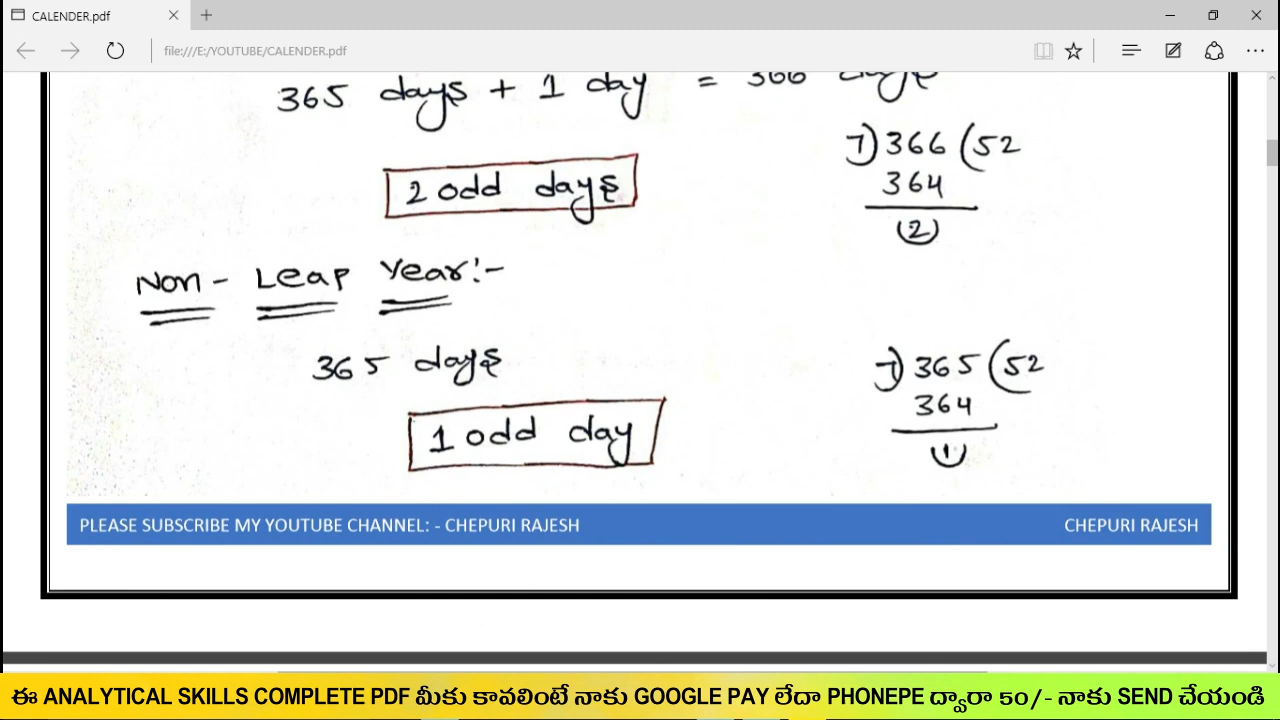 CALENDER.pdf
file:///E:/YOUTUBE/CALENDER.pdf
365 days + 1 day = 366 days
7) 366 (52
364
(2)
2 odd days
Non - Leap Year:-
365 days
7) 365 (52
364
(1)
1 odd day
PLEASE SUBSCRIBE MY YOUTUBE CHANNEL: - CHEPURI RAJESH
CHEPURI RAJESH
ఈ ANALYTICAL SKILLS COMPLETE PDF మీకు కావలింటే నాకు GOOGLE PAY లేదా PHONEPE ద్వారా 50/- నాకు SEND చేయండి